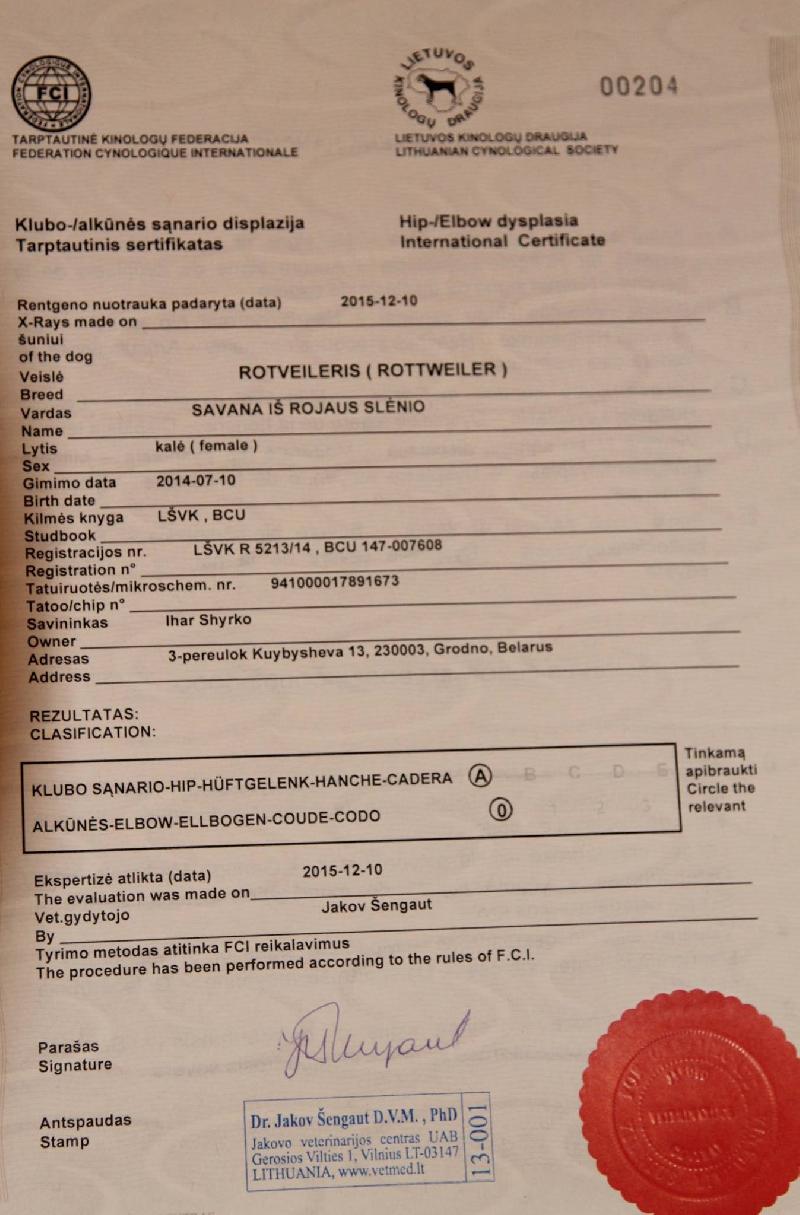 FCI
LIETUVOS KINOLOGŲ DRAUGIJA
00204
TARPTAUTINĖ KINOLOGŲ FEDERACIJA
FEDERATION CYNOLOGIQUE INTERNATIONALE
LIETUVOS KINOLOGŲ DRAUGIJA
LITHUANIAN CYNOLOGICAL SOCIETY
Klubo-/alkūnės sąnario displazija
Tarptautinis sertifikatas
Hip-/Elbow dysplasia
International Certificate
Rentgeno nuotrauka padaryta (data) 2015-12-10
X-Rays made on
šuniui
of the dog
Veislė ROTVEILERIS ( ROTTWEILER )
Breed
Vardas SAVANA IŠ ROJAUS SLĖNIO
Name
Lytis kalė ( female )
Sex
Gimimo data 2014-07-10
Birth date
Kilmės knyga LŠVK , BCU
Studbook
Registracijos nr. LŠVK R 5213/14 , BCU 147-007608
Registration n°
Tatuiruotės/mikroschem. nr. 941000017891673
Tatoo/chip n°
Savininkas Ihar Shyrko
Owner
Adresas 3-pereulok Kuybysheva 13, 230003, Grodno, Belarus
Address
REZULTATAS:
CLASIFICATION:
KLUBO SĄNARIO-HIP-HÜFTGELENK-HANCHE-CADERA A B C D E
ALKŪNĖS-ELBOW-ELLBOGEN-COUDE-CODO 0 1 2 3
Tinkamą
apibraukti
Circle the
relevant
Ekspertizė atlikta (data) 2015-12-10
The evaluation was made on
Vet.gydytojo Jakov Šengaut
By
Tyrimo metodas atitinka FCI reikalavimus
The procedure has been performed according to the rules of F.C.I.
Parašas
Signature
Antspaudas
Stamp
Dr. Jakov Šengaut D.V.M. , PhD
Jakovo veterinarijos centras UAB
Gerosios Vilties 1, Vilnius LT-03147
LITHUANIA, www.vetmed.lt
13-001